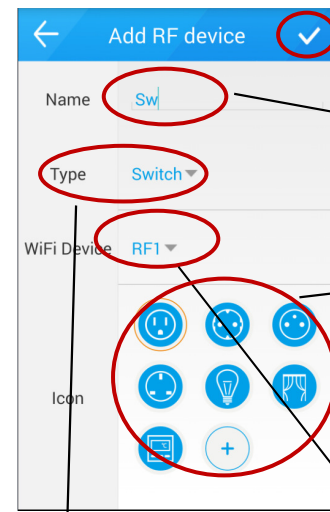 Add RF device
Name Sw
Type Switch
WiFi Device RF1
Icon